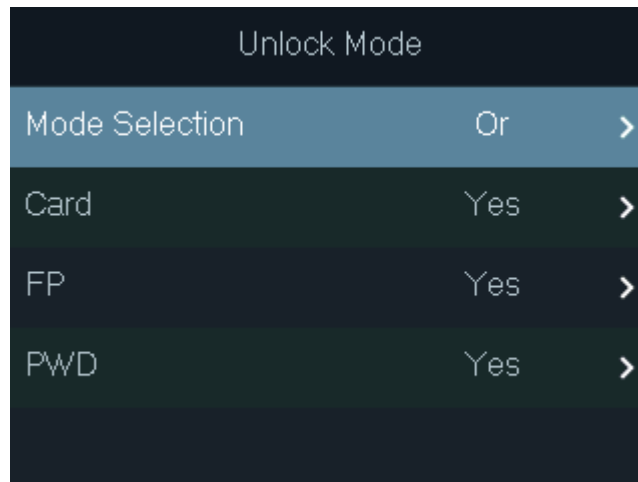 Unlock Mode
Mode Selection Or >
Card Yes >
FP Yes >
PWD Yes >